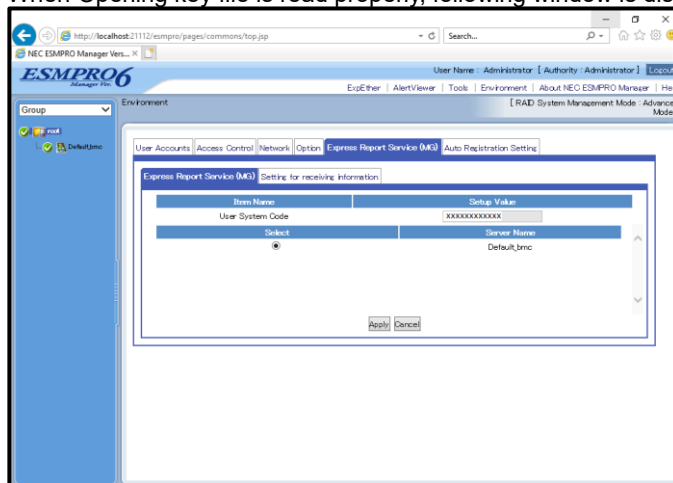 When Opening key file is read properly, following window is dis
http://localhost:21112/esmpro/pages/commons/top.jsp
Search...
NEC ESMPRO Manager Vers...
ESMPRO6
Manager Ver.
User Name : Administrator [ Authority : Administrator ] Logout
ExpEther | AlertViewer | Tools | Environment | About NEC ESMPRO Manager | He
Group
Environment
[ RAID System Management Mode : Advance
Mode
root
Default_bmc
User Accounts Access Control Network Option Express Report Service (MG) Auto Registration Setting
Express Report Service (MG) Setting for receiving information
Item Name Setup Value
User System Code XXXXXXXXXXXX
Select Server Name
Default_bmc
Apply Cancel